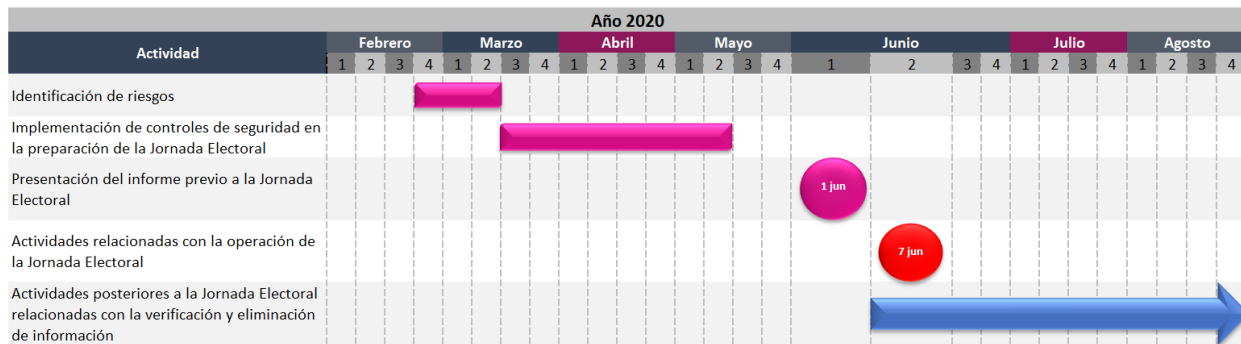 Año 2020
Actividad
Febrero Marzo Abril Mayo Junio Julio Agosto
1 2 3 4 1 2 3 4 1 2 3 4 1 2 3 4 1 2 3 4 1 2 3 4 1 2 3 4
Identificación de riesgos
Implementación de controles de seguridad en
la preparación de la Jornada Electoral
Presentación del informe previo a la Jornada
Electoral
1 jun
Actividades relacionadas con la operación de
la Jornada Electoral
7 jun
Actividades posteriores a la Jornada Electoral
relacionadas con la verificación y eliminación
de información